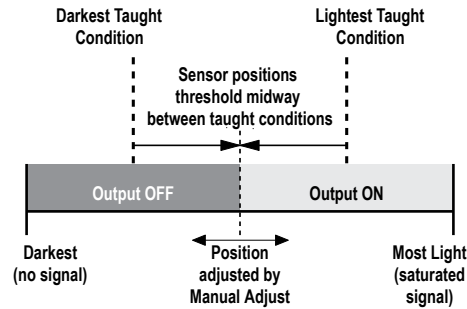 Darkest Taught
Condition
Lightest Taught
Condition
Sensor positions
threshold midway
between taught conditions
Output OFF
Output ON
Darkest
(no signal)
Position
adjusted by
Manual Adjust
Most Light
(saturated
signal)